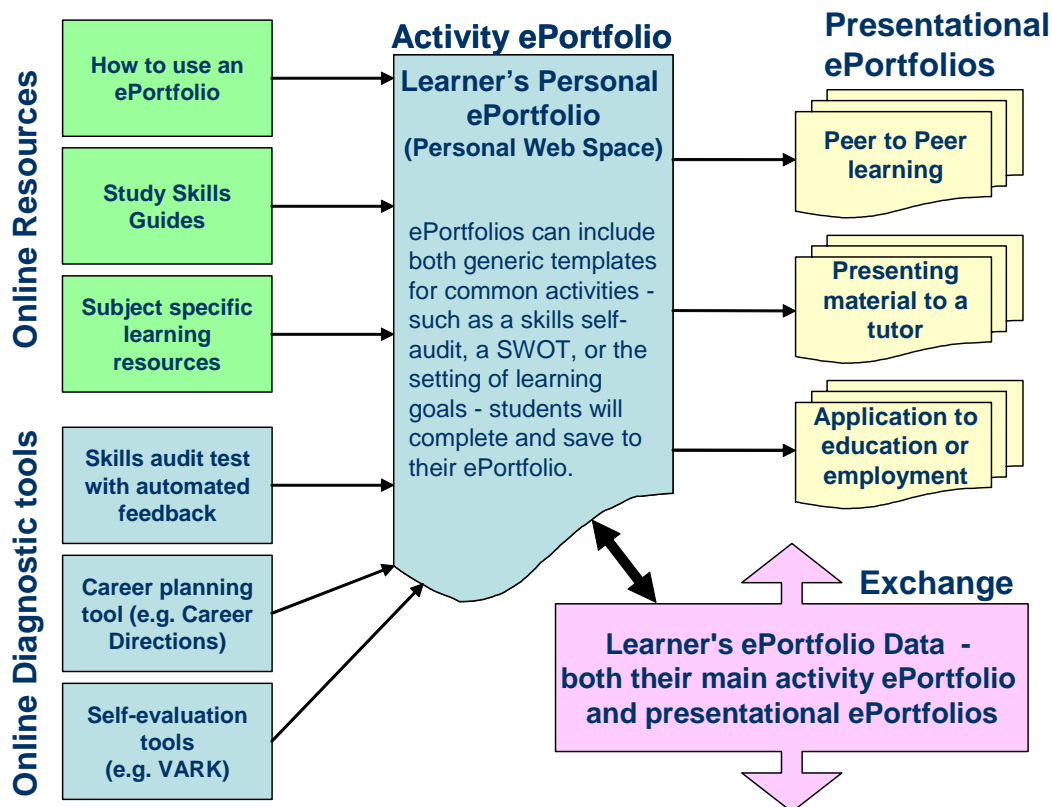 Online Resources
How to use an
ePortfolio
Study Skills
Guides
Subject specific
learning
resources
Online Diagnostic tools
Skills audit test
with automated
feedback
Career planning
tool (e.g. Career
Directions)
Self-evaluation
tools
(e.g. VARK)
Activity ePortfolio
Learner’s Personal
ePortfolio
(Personal Web Space)
ePortfolios can include
both generic templates
for common activities -
such as a skills self-
audit, a SWOT, or the
setting of learning
goals - students will
complete and save to
their ePortfolio.
Presentational
ePortfolios
Peer to Peer
learning
Presenting
material to a
tutor
Application to
education or
employment
Exchange
Learner's ePortfolio Data -
both their main activity ePortfolio
and presentational ePortfolios